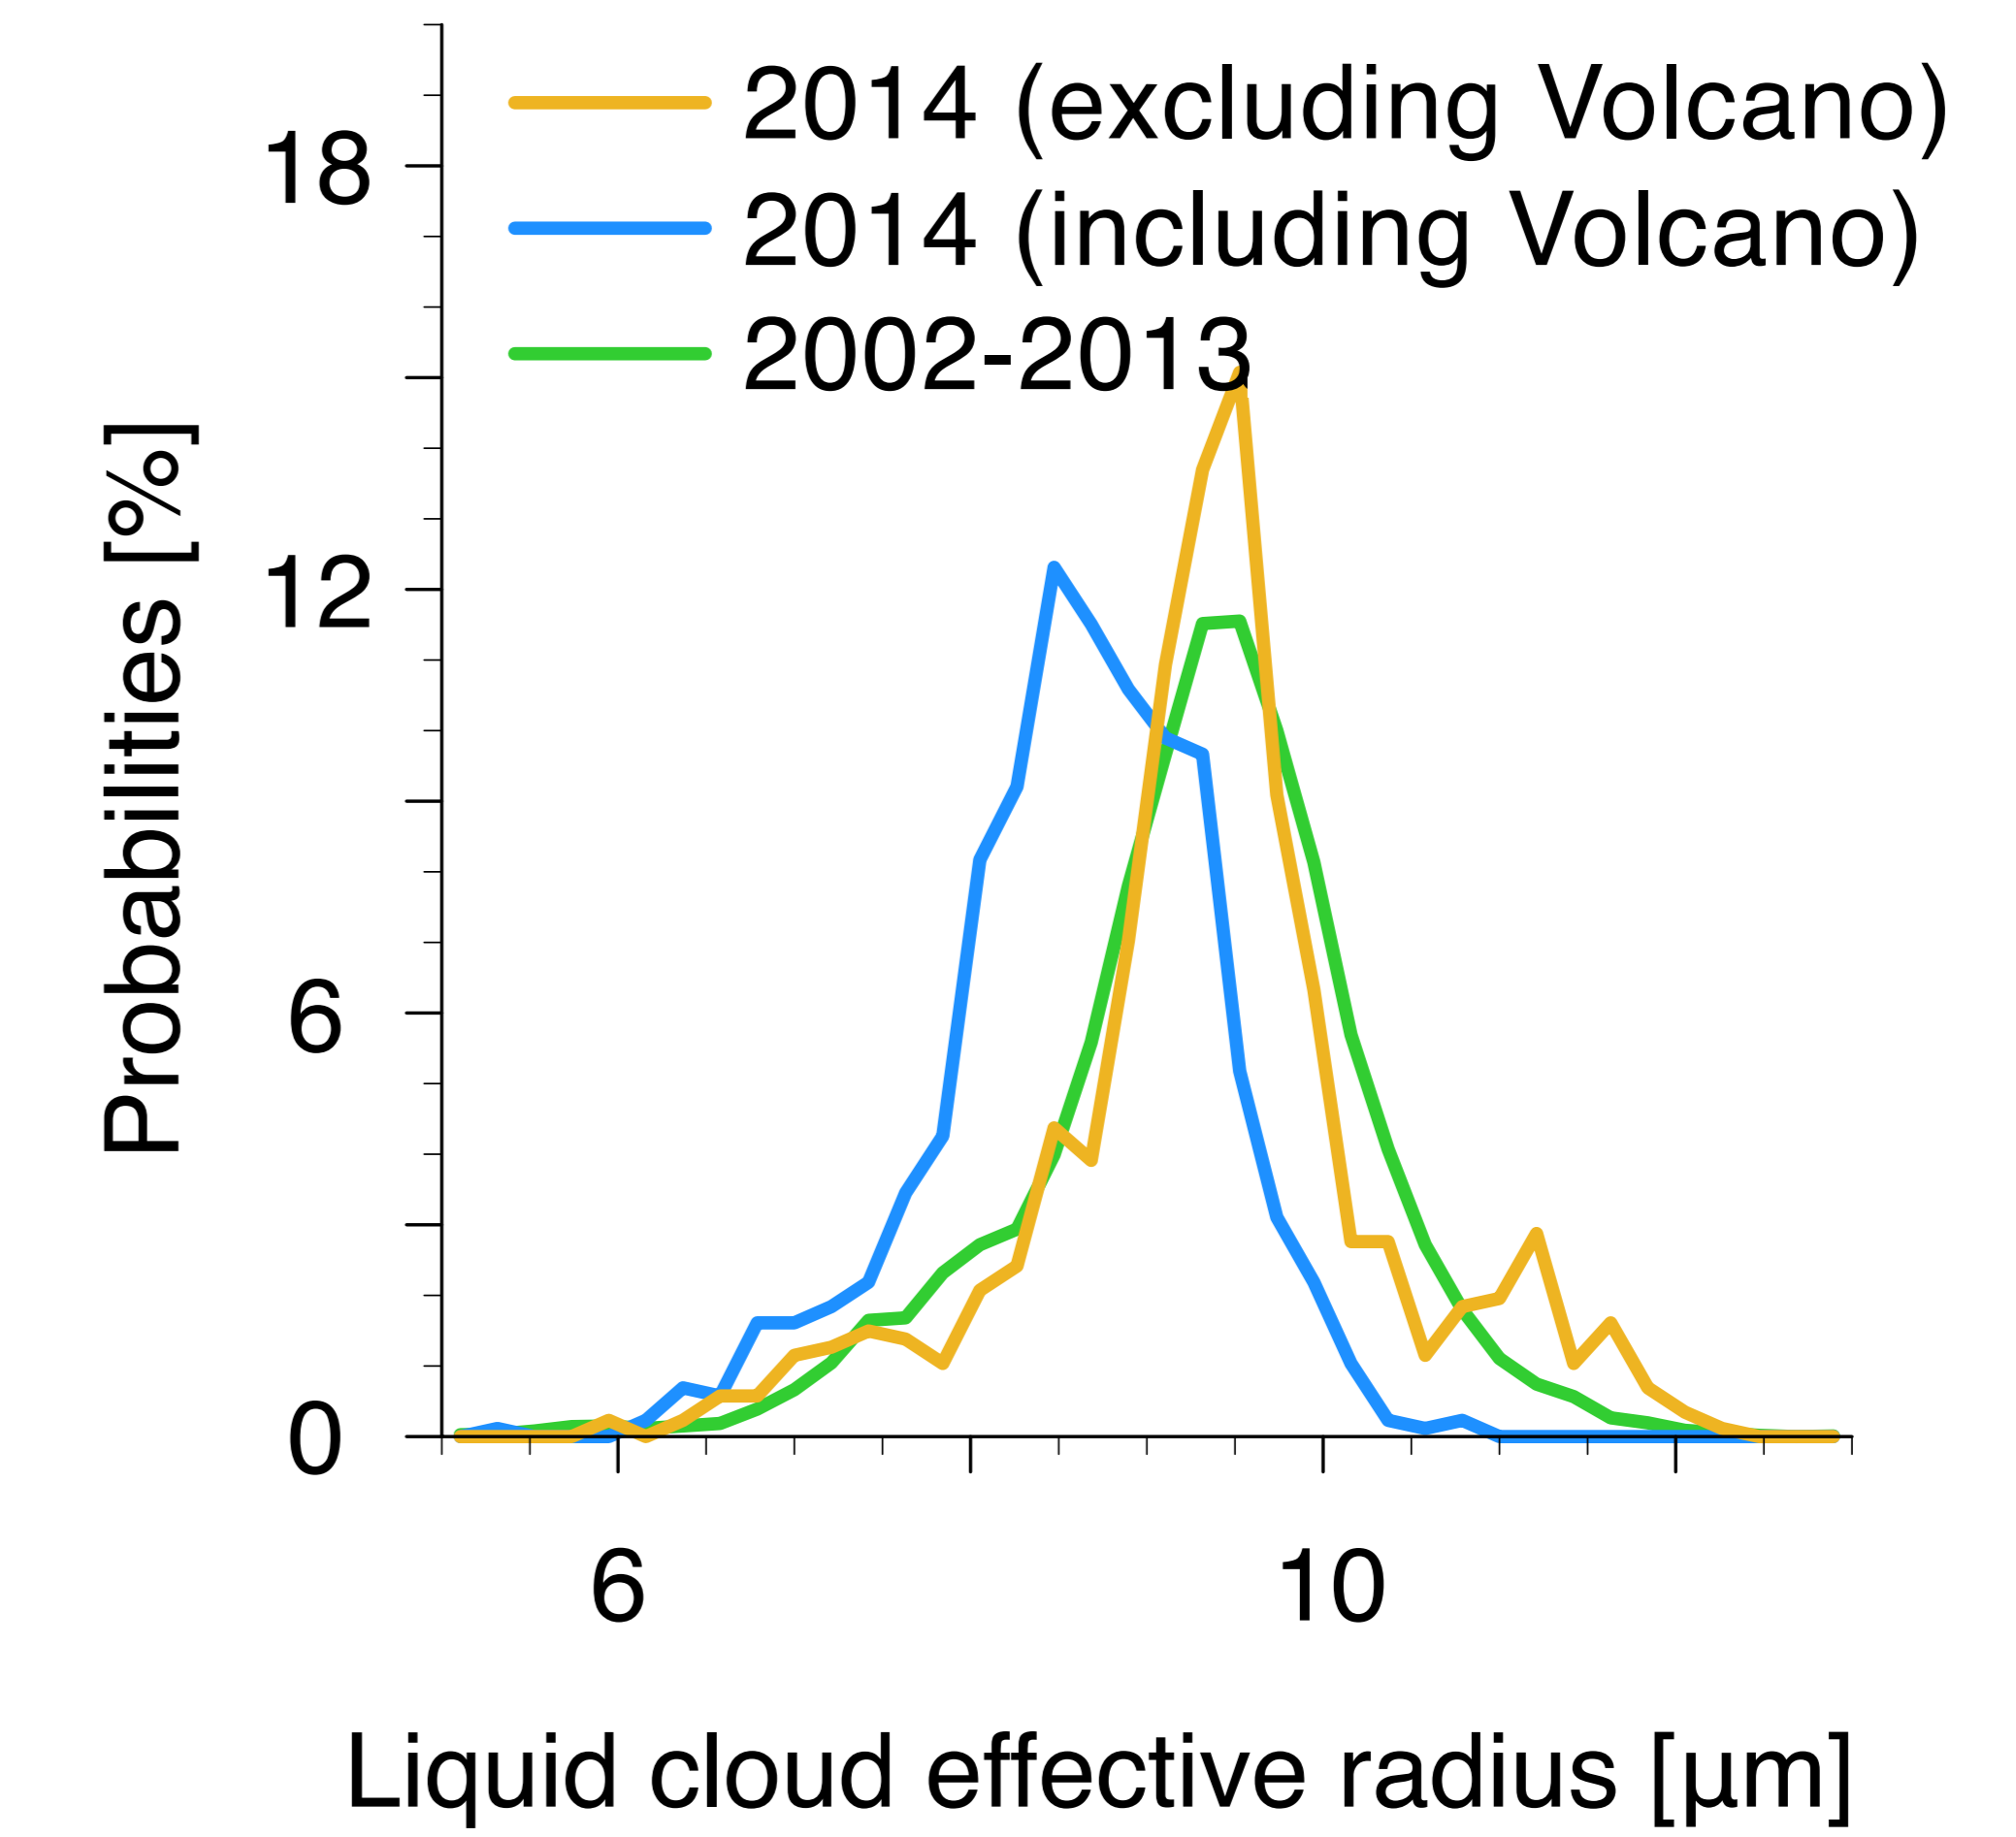 2014 (excluding Volcano)
2014 (including Volcano)
2002-2013
18
12
6
0
Probabilities [%]
6
10
Liquid cloud effective radius [µm]